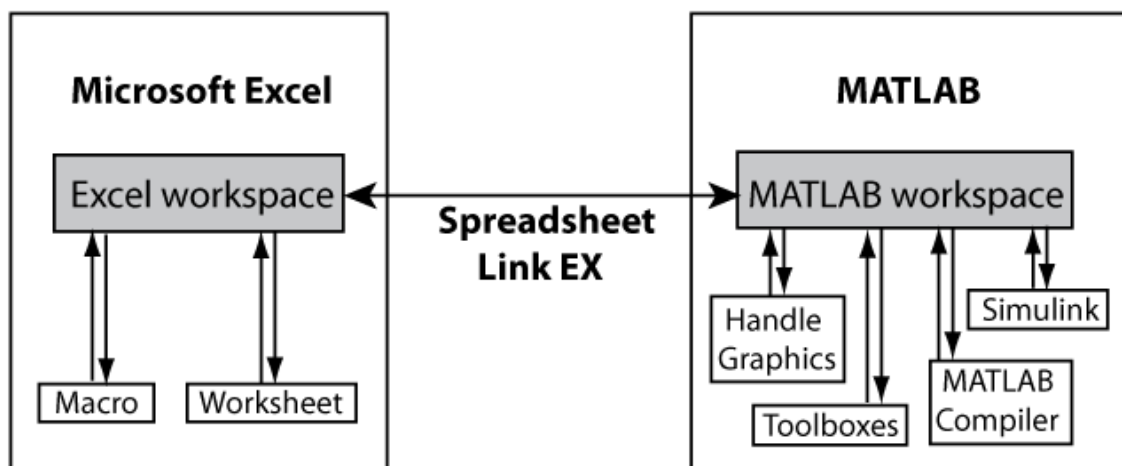 Microsoft Excel
MATLAB
Excel workspace
MATLAB workspace
Spreadsheet
Link EX
Macro
Worksheet
Handle
Graphics
Toolboxes
MATLAB
Compiler
Simulink